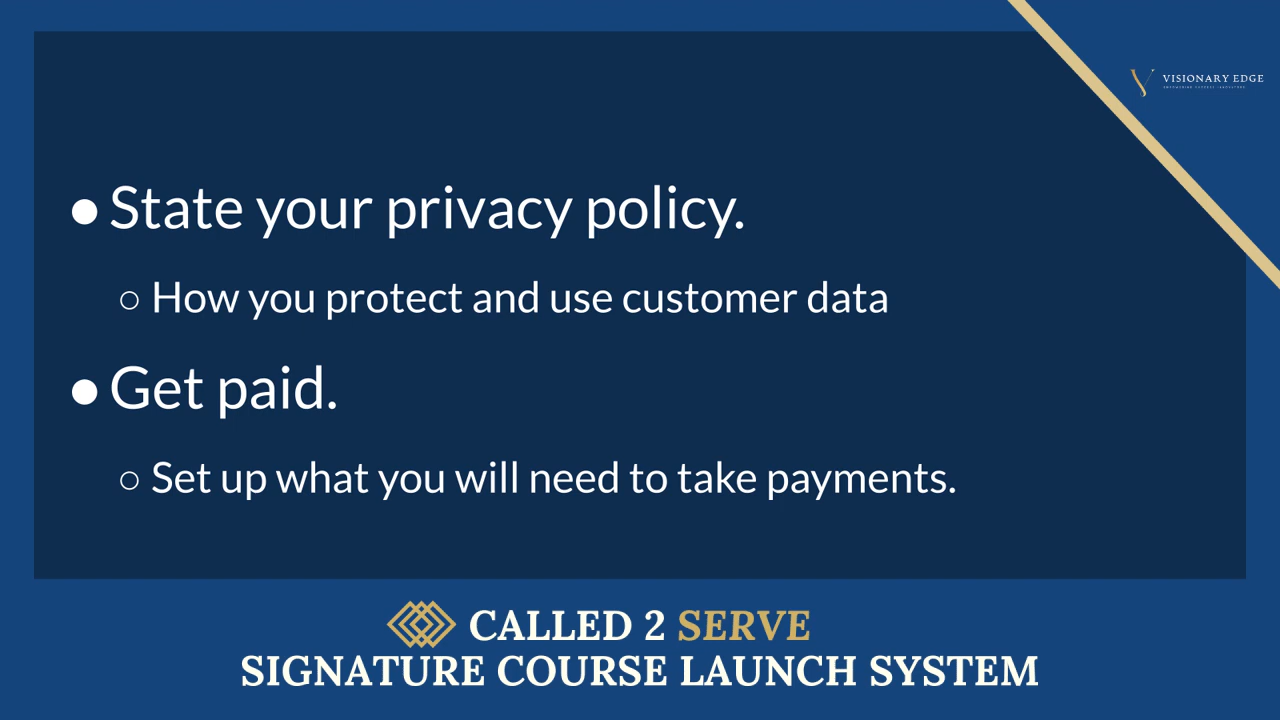 VISIONARY EDGE
● State your privacy policy.
○ How you protect and use customer data
● Get paid.
○ Set up what you will need to take payments.
CALLED 2 SERVE
SIGNATURE COURSE LAUNCH SYSTEM